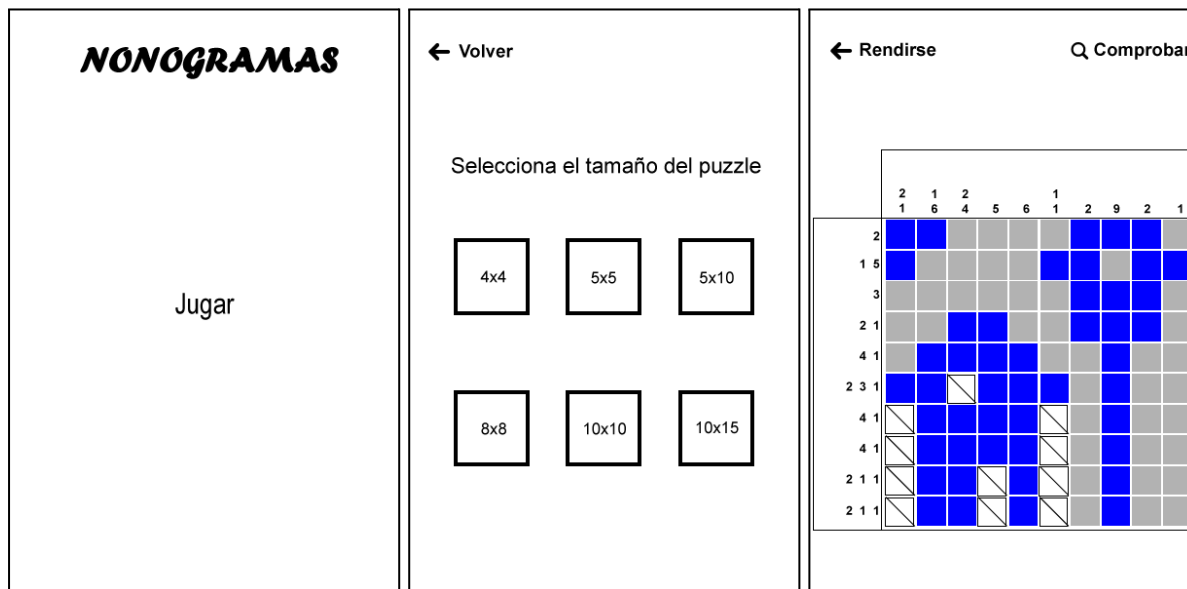 NONOGRAMAS
Jugar
Volver
Selecciona el tamaño del puzzle
4x4 5x5 5x10
8x8 10x10 10x15
Rendirse Comprobar
2 1 2 1
1 6 4 5 6 1 2 9 2 1
2
1 5
3
2 1
4 1
2 3 1
4 1
4 1
2 1 1
2 1 1